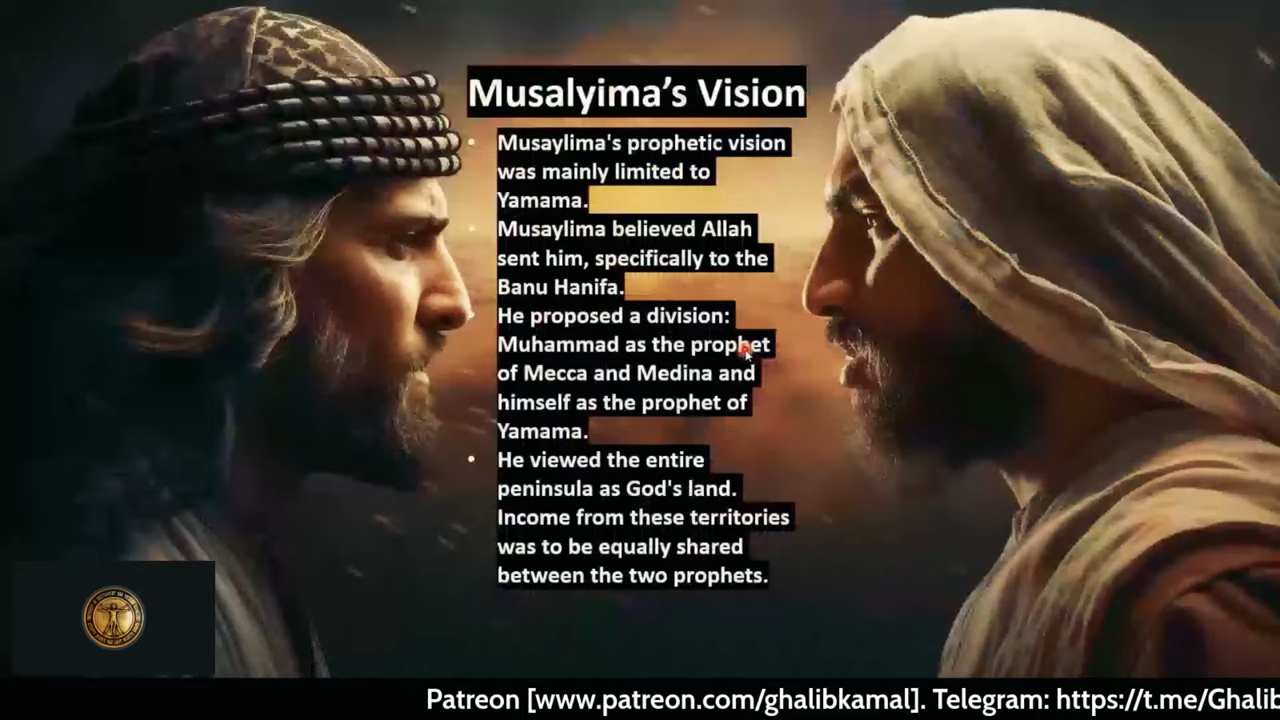 Musalyima’s Vision
• Musaylima's prophetic vision
was mainly limited to
Yamama.
• Musaylima believed Allah
sent him, specifically to the
Banu Hanifa.
• He proposed a division:
Muhammad as the prophet
of Mecca and Medina and
himself as the prophet of
Yamama.
• He viewed the entire
peninsula as God's land.
Income from these territories
was to be equally shared
between the two prophets.
Patreon [www.patreon.com/ghalibkamal]. Telegram: https://t.me/Ghalib